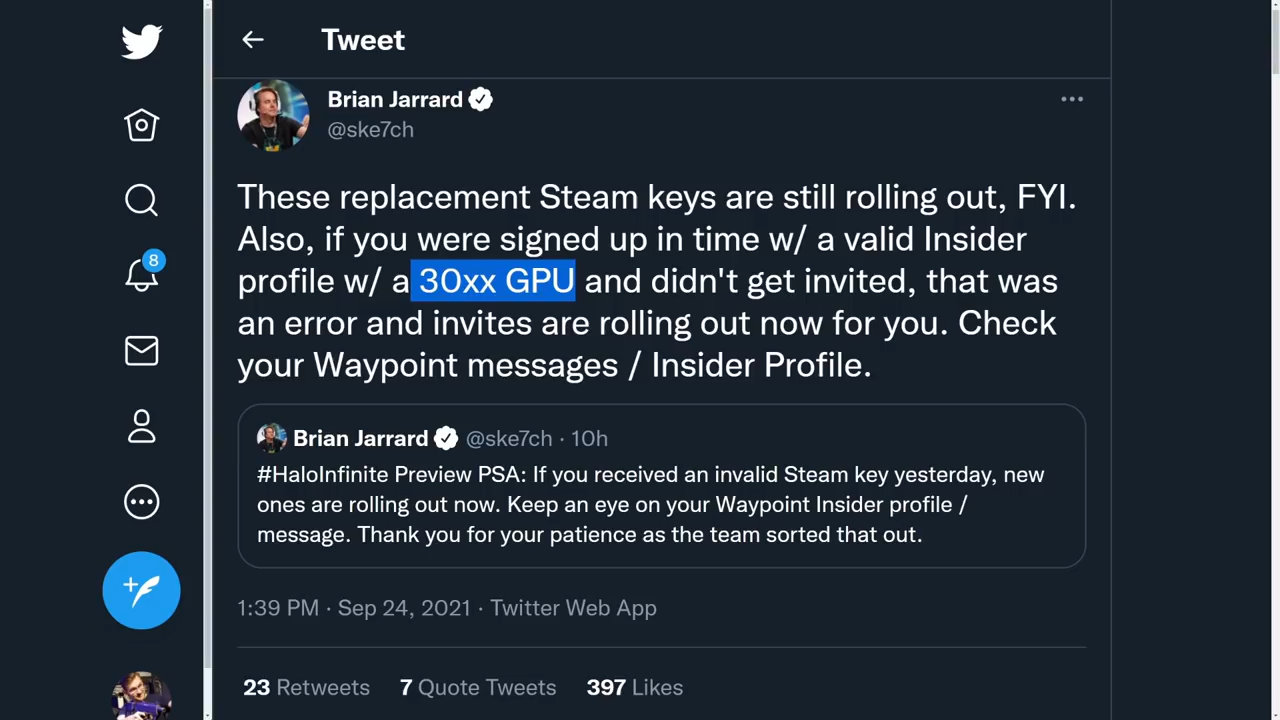 Tweet
Brian Jarrard
@ske7ch
These replacement Steam keys are still rolling out, FYI.
Also, if you were signed up in time w/ a valid Insider
profile w/ a 30xx GPU and didn't get invited, that was
an error and invites are rolling out now for you. Check
your Waypoint messages / Insider Profile.
Brian Jarrard @ske7ch · 10h
#HaloInfinite Preview PSA: If you received an invalid Steam key yesterday, new
ones are rolling out now. Keep an eye on your Waypoint Insider profile /
message. Thank you for your patience as the team sorted that out.
1:39 PM · Sep 24, 2021 · Twitter Web App
23 Retweets 7 Quote Tweets 397 Likes
8